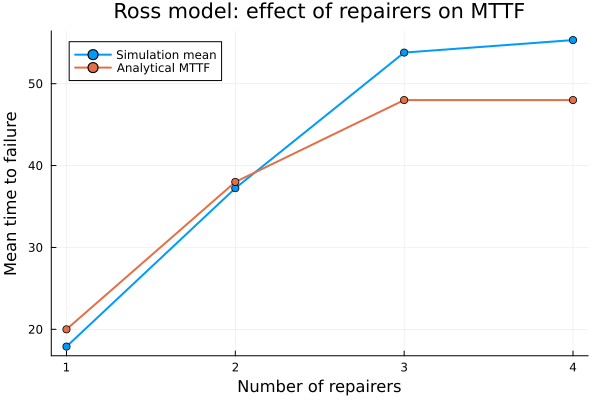 Ross model: effect of repairers on MTTF
Simulation mean
Analytical MTTF
Mean time to failure
50
40
30
20
1
2
3
4
Number of repairers